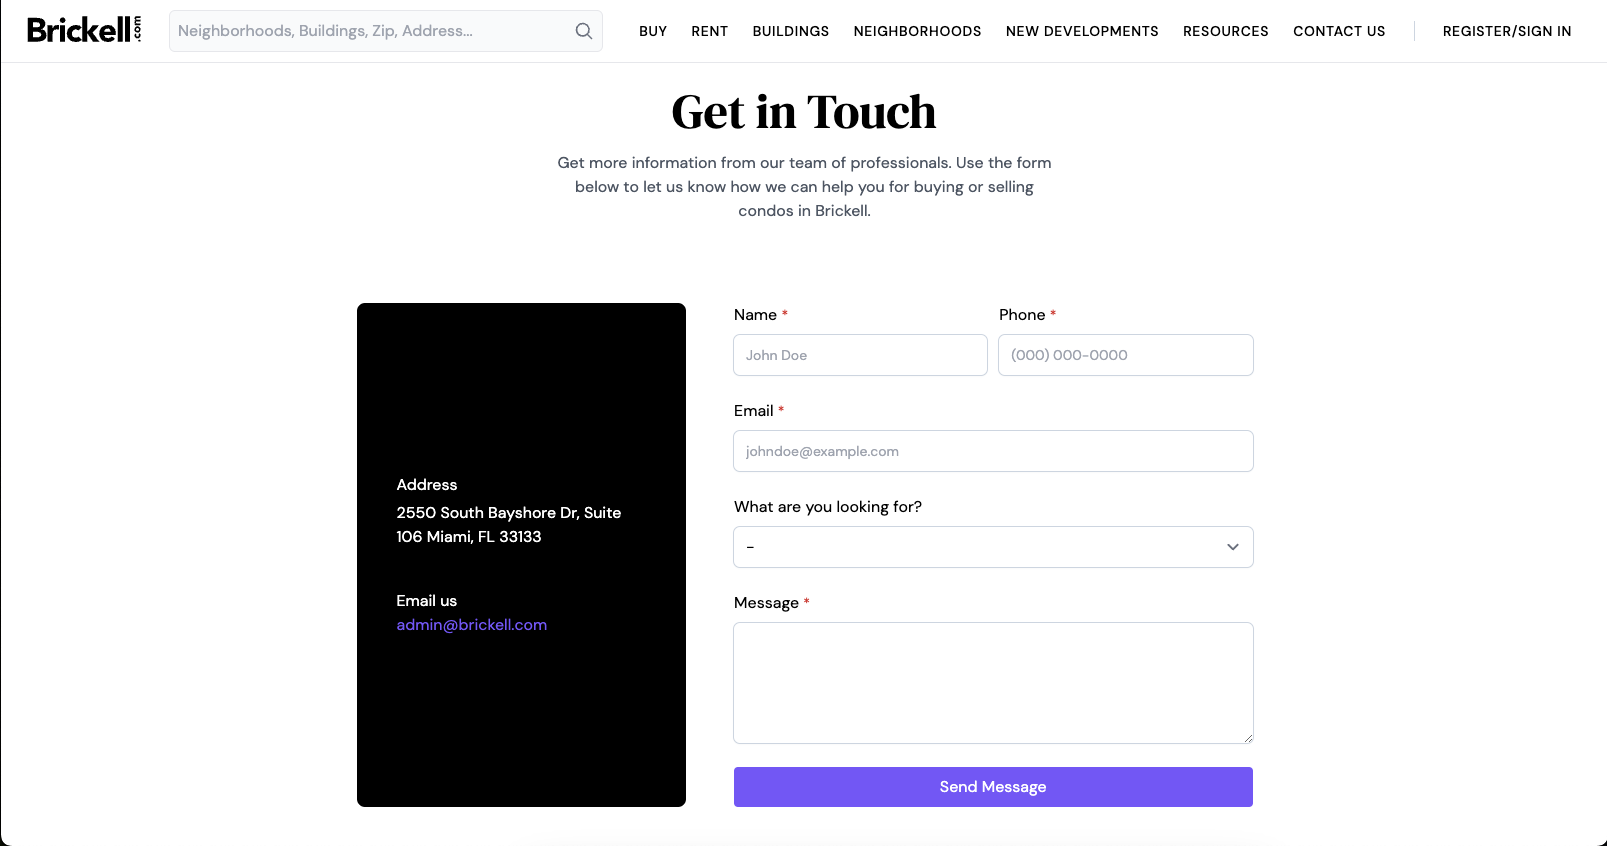 Brickell.com
Neighborhoods, Buildings, Zip, Address...
BUY
RENT
BUILDINGS
NEIGHBORHOODS
NEW DEVELOPMENTS
RESOURCES
CONTACT US
REGISTER/SIGN IN
Get in Touch
Get more information from our team of professionals. Use the form
below to let us know how we can help you for buying or selling
condos in Brickell.
Address
2550 South Bayshore Dr, Suite
106 Miami, FL 33133
Email us
admin@brickell.com
Name *
John Doe
Phone *
(000) 000-0000
Email *
johndoe@example.com
What are you looking for?
-
Message *
Send Message